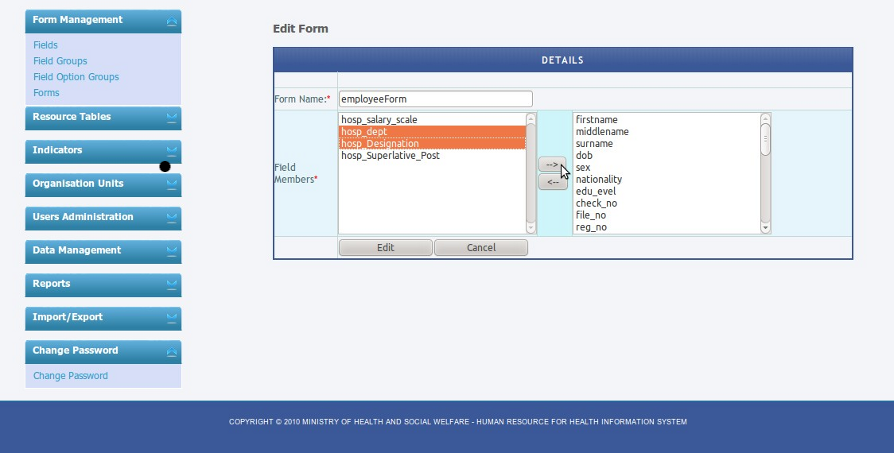 Form Management
Fields
Field Groups
Field Option Groups
Forms
Resource Tables
Indicators
Organisation Units
Users Administration
Data Management
Reports
Import/Export
Change Password
Change Password
Edit Form
DETAILS
Form Name:* employeeForm
Field
Members*
hosp_salary_scale
hosp_dept
hosp_Designation
hosp_Superlative_Post
-->
<--
firstname
middlename
surname
dob
sex
nationality
edu_evel
check_no
file_no
reg_no
Edit Cancel
COPYRIGHT © 2010 MINISTRY OF HEALTH AND SOCIAL WELFARE - HUMAN RESOURCE FOR HEALTH INFORMATION SYSTEM